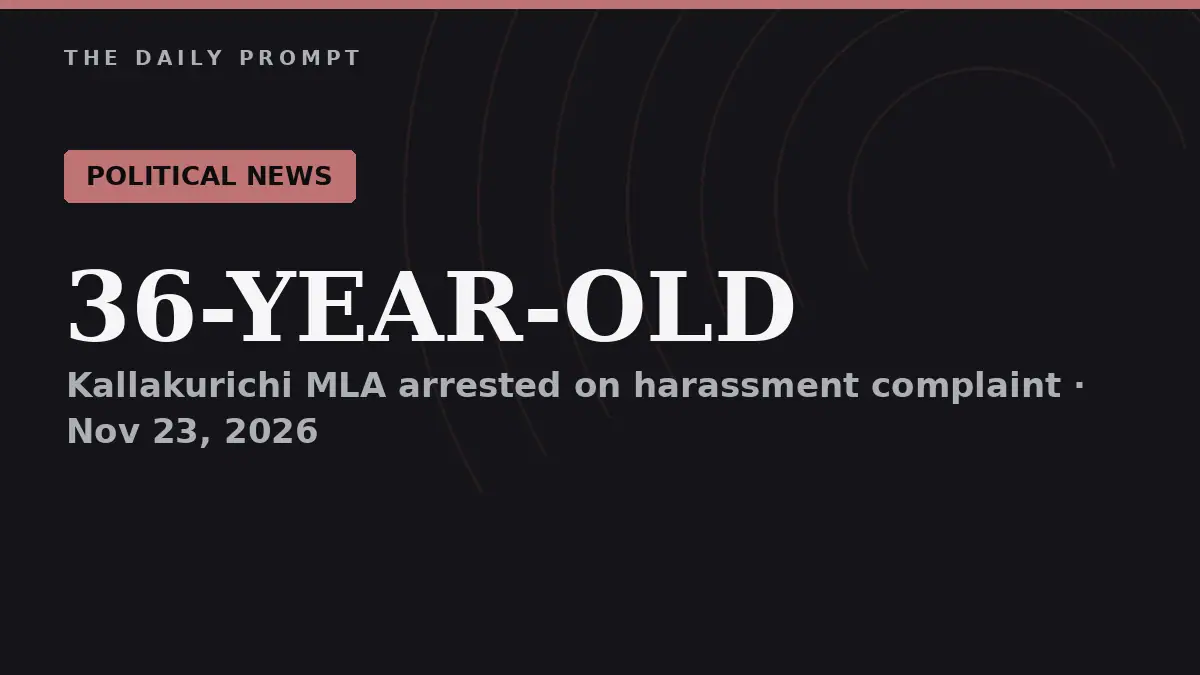 THE DAILY PROMPT
POLITICAL NEWS
36-YEAR-OLD
Kallakurichi MLA arrested on harassment complaint ·
Nov 23, 2026